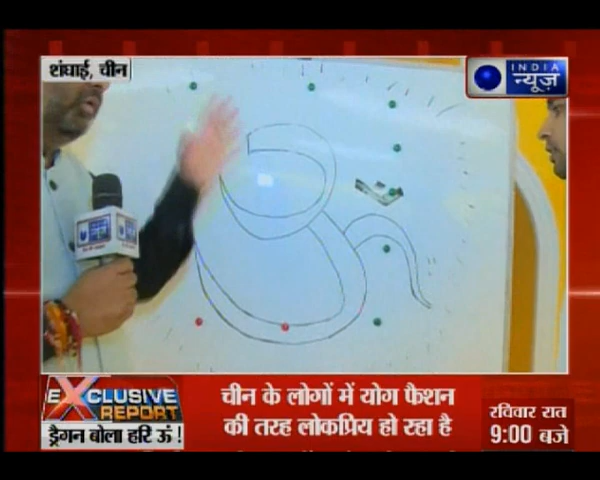 शंघाई, चीन
INDIA
न्यूज़
EXCLUSIVE
REPORT
ड्रैगन बोला हरि ऊं !
चीन के लोगों में योग फैशन
की तरह लोकप्रिय हो रहा है
रविवार रात
9:00 बजे